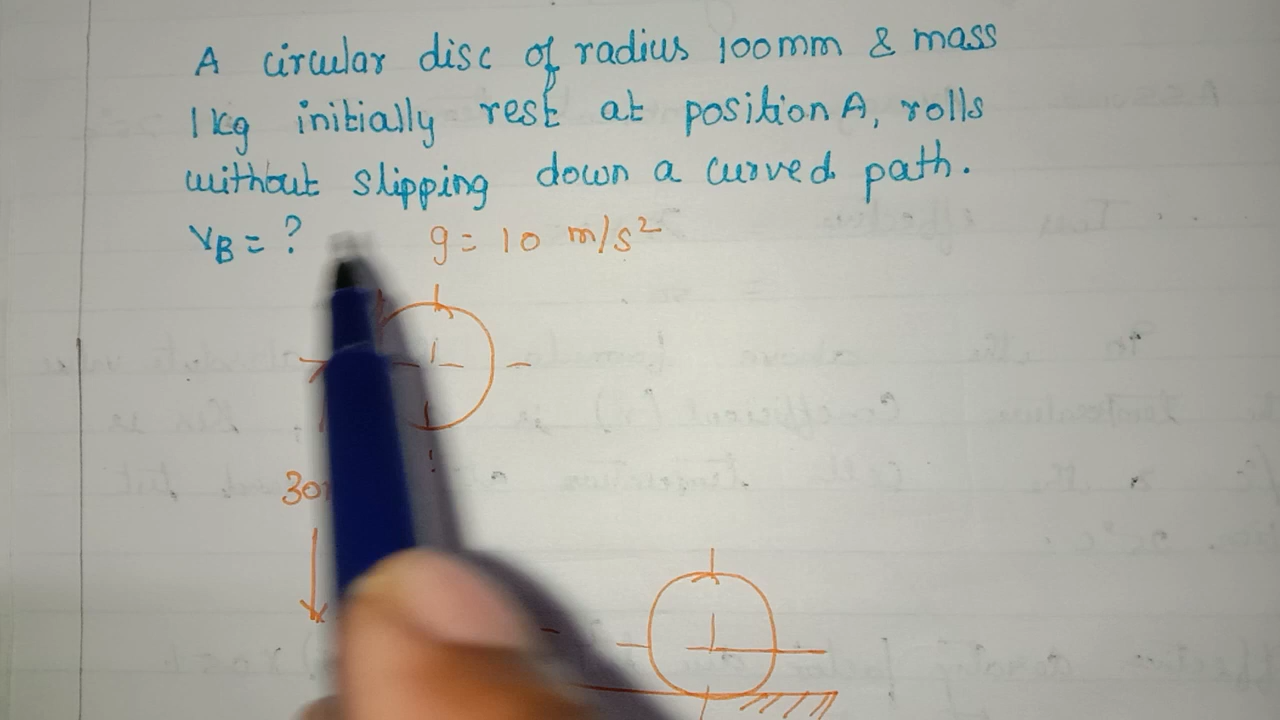 A circular disc of radius 100mm & mass
1kg initially rest at position A, rolls
without slipping down a curved path.
VB = ? g = 10 m/s²
30